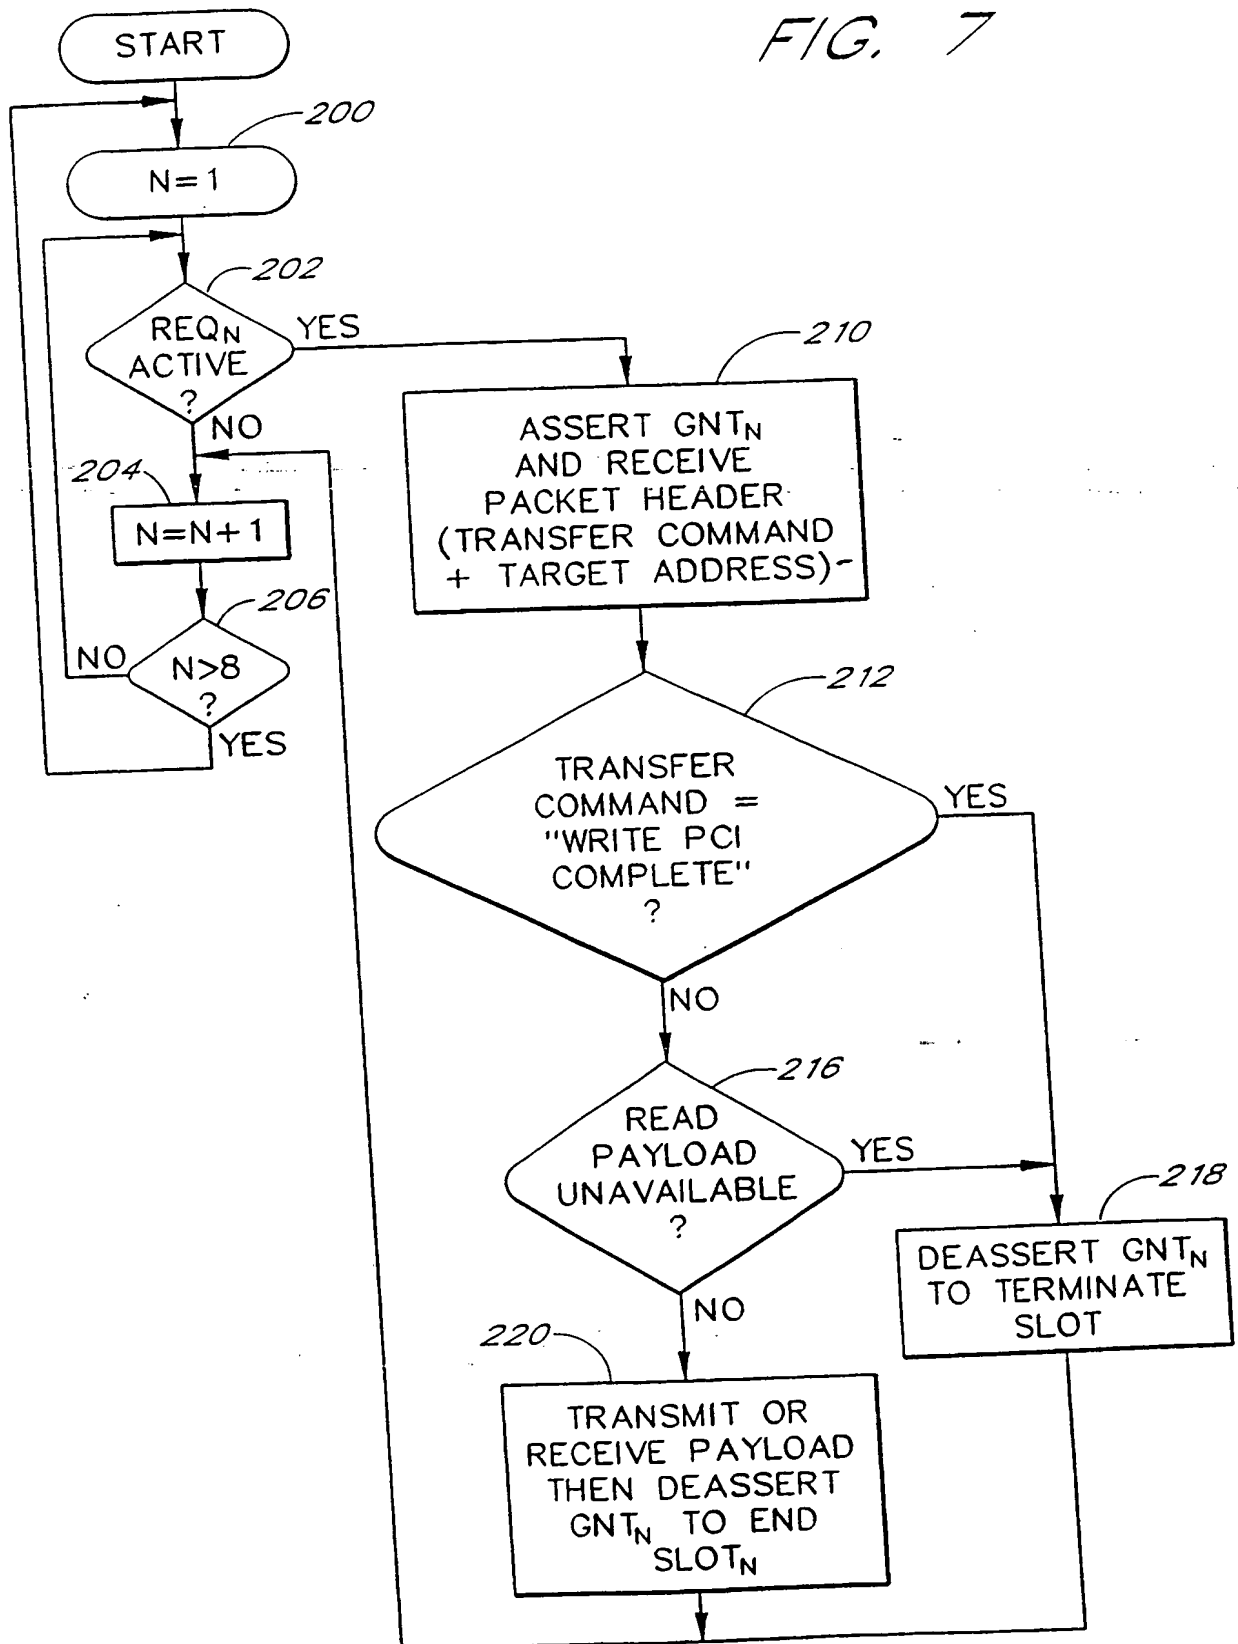 FIG. 7
START
200
N=1
202
REQN
ACTIVE
?
YES
NO
204
N=N+1
206
N>8
?
NO
YES
210
ASSERT GNTN
AND RECEIVE
PACKET HEADER
(TRANSFER COMMAND
+ TARGET ADDRESS)
212
TRANSFER
COMMAND =
"WRITE PCI
COMPLETE"
?
YES
NO
216
READ
PAYLOAD
UNAVAILABLE
?
YES
NO
218
DEASSERT GNTN
TO TERMINATE
SLOT
220
TRANSMIT OR
RECEIVE PAYLOAD
THEN DEASSERT
GNTN TO END
SLOTN